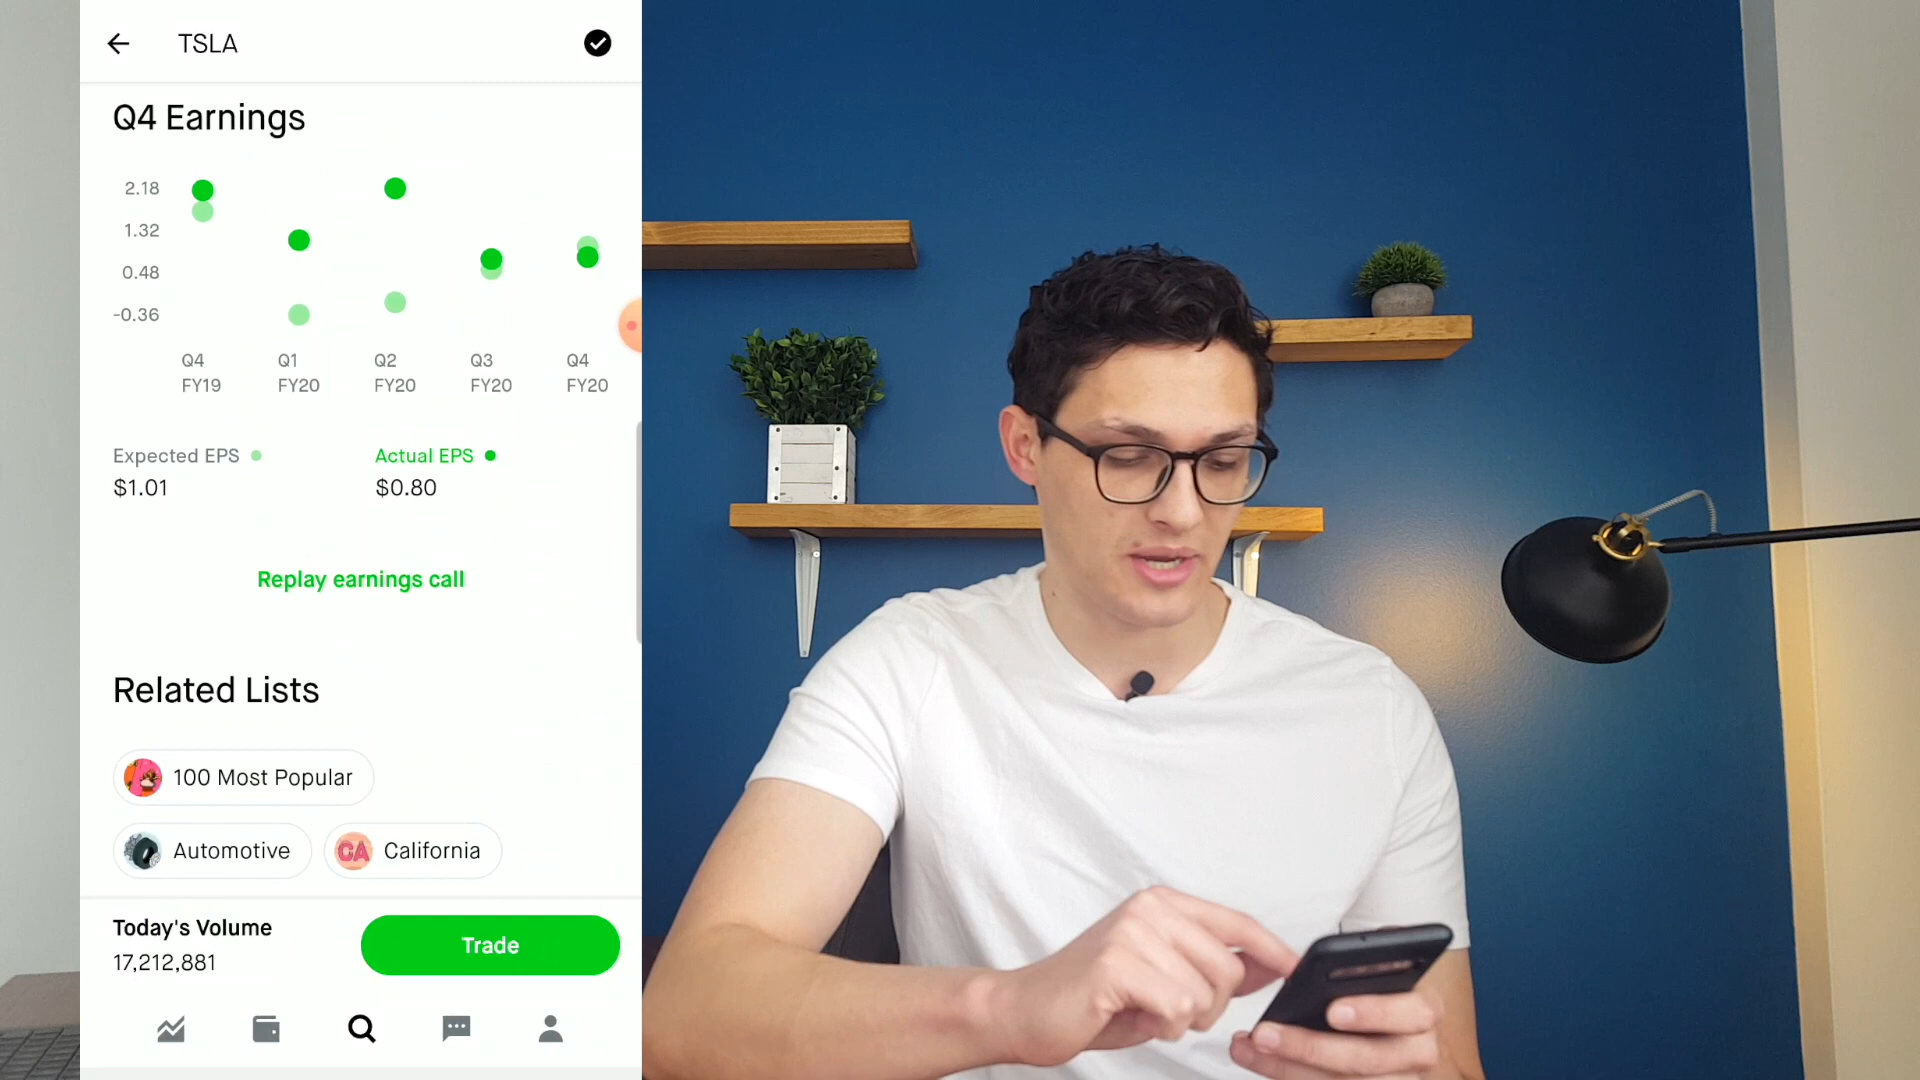 TSLA
Q4 Earnings
2.18
1.32
0.48
-0.36
Q4 Q1 Q2 Q3 Q4
FY19 FY20 FY20 FY20 FY20
Expected EPS Actual EPS
$1.01 $0.80
Replay earnings call
Related Lists
100 Most Popular
Automotive CA California
Today's Volume
17,212,881
Trade